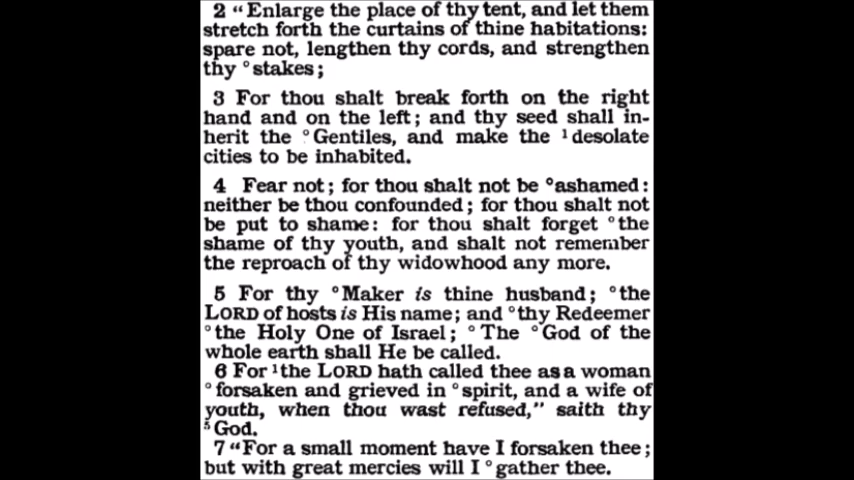 2 “Enlarge the place of thy tent, and let them
stretch forth the curtains of thine habitations:
spare not, lengthen thy cords, and strengthen
thy °stakes;
3 For thou shalt break forth on the right
hand and on the left; and thy seed shall in-
herit the °Gentiles, and make the ¹desolate
cities to be inhabited.
4 Fear not; for thou shalt not be °ashamed:
neither be thou confounded; for thou shalt not
be put to shame: for thou shalt forget °the
shame of thy youth, and shalt not remember
the reproach of thy widowhood any more.
5 For thy °Maker is thine husband; °the
LORD of hosts is His name; and °thy Redeemer
°the Holy One of Israel; °The °God of the
whole earth shall He be called.
6 For ¹the LORD hath called thee as a woman
°forsaken and grieved in °spirit, and a wife of
youth, when thou wast refused,” saith thy
⁵God.
7 “For a small moment have I forsaken thee;
but with great mercies will I °gather thee.